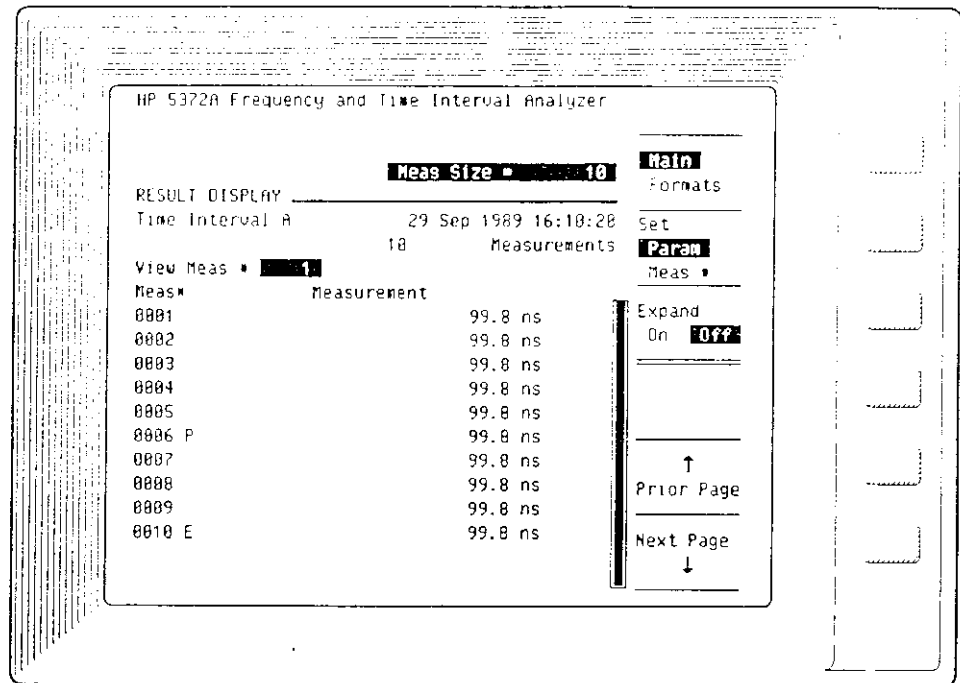 HP 5372A Frequency and Time Interval Analyzer
Meas Size = 10
RESULT DISPLAY
Time Interval A 29 Sep 1989 16:18:20
10 Measurements
View Meas # 1
Meas# Measurement
0001 99.8 ns
0002 99.8 ns
0003 99.8 ns
0004 99.8 ns
0005 99.8 ns
0006 P 99.8 ns
0007 99.8 ns
0008 99.8 ns
0009 99.8 ns
0010 E 99.8 ns
Main
Formats
Set
Param
Meas #
Expand
On Off
↑
Prior Page
Next Page
↓